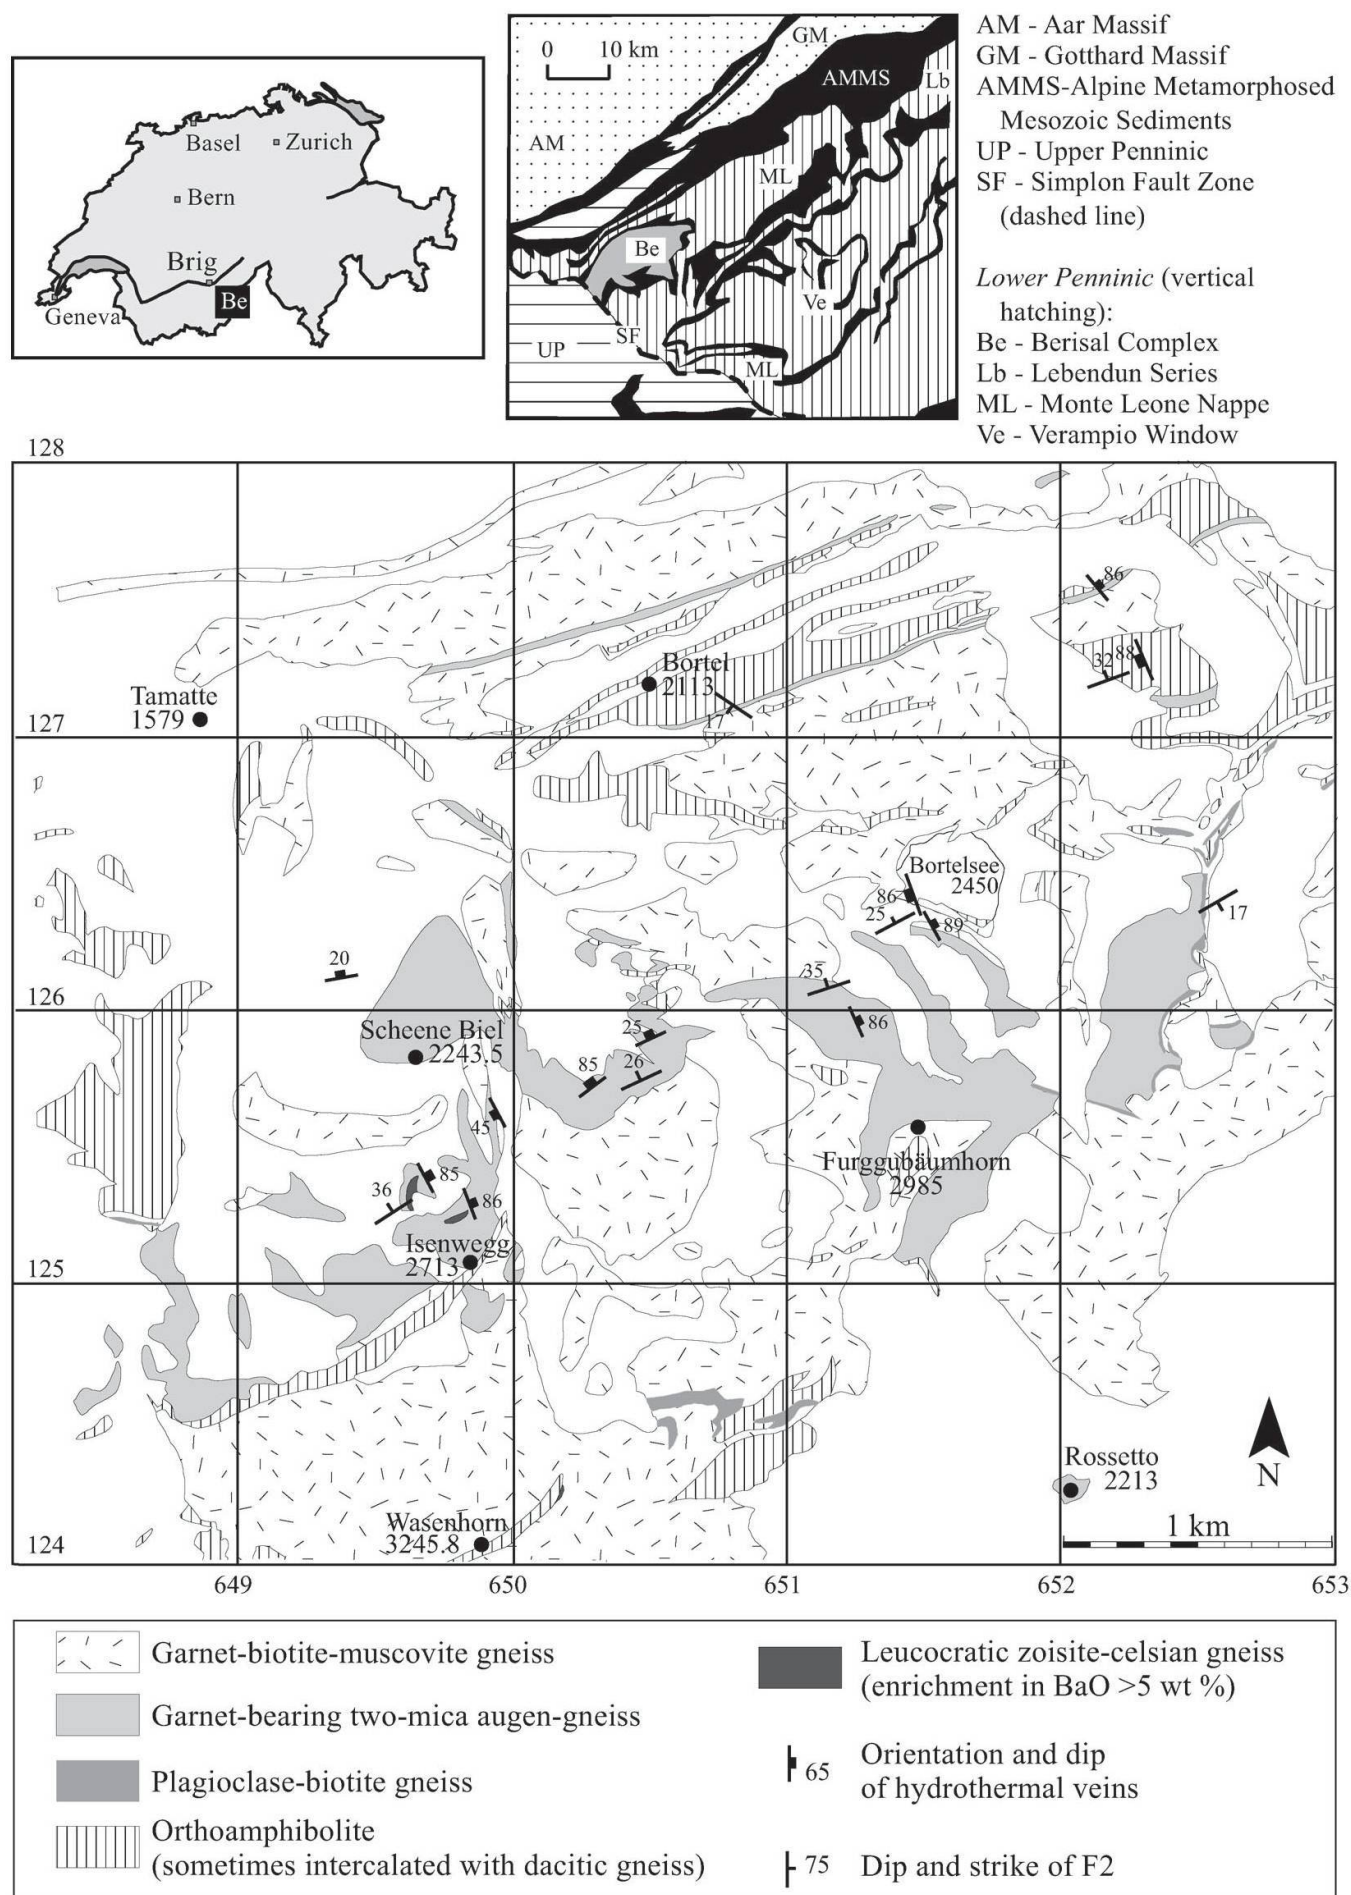 Basel
Zurich
Bern
Brig
Be
Geneva
0 10 km
GM
AMMS
Lb
AM
ML
Be
Ve
SF
UP
ML
AM - Aar Massif
GM - Gotthard Massif
AMMS-Alpine Metamorphosed
Mesozoic Sediments
UP - Upper Penninic
SF - Simplon Fault Zone
(dashed line)
Lower Penninic (vertical
hatching):
Be - Berisal Complex
Lb - Lebendun Series
ML - Monte Leone Nappe
Ve - Verampio Window
128
86
Bortel
2113
32
88
Tamatte
1579
17
127
Bortelsee
2450
86
25
89
17
20
35
126
Scheene Biel
2243.5
25
86
85
26
45
Furggubäumhorn
2985
85
36
86
Isenwegg
2713
125
Rossetto
2213
N
Wasenhorn
3245.8
1 km
124
649
650
651
652
653
Garnet-biotite-muscovite gneiss
Garnet-bearing two-mica augen-gneiss
Plagioclase-biotite gneiss
Orthoamphibolite
(sometimes intercalated with dacitic gneiss)
Leucocratic zoisite-celsian gneiss
(enrichment in BaO >5 wt %)
65
Orientation and dip
of hydrothermal veins
75
Dip and strike of F2